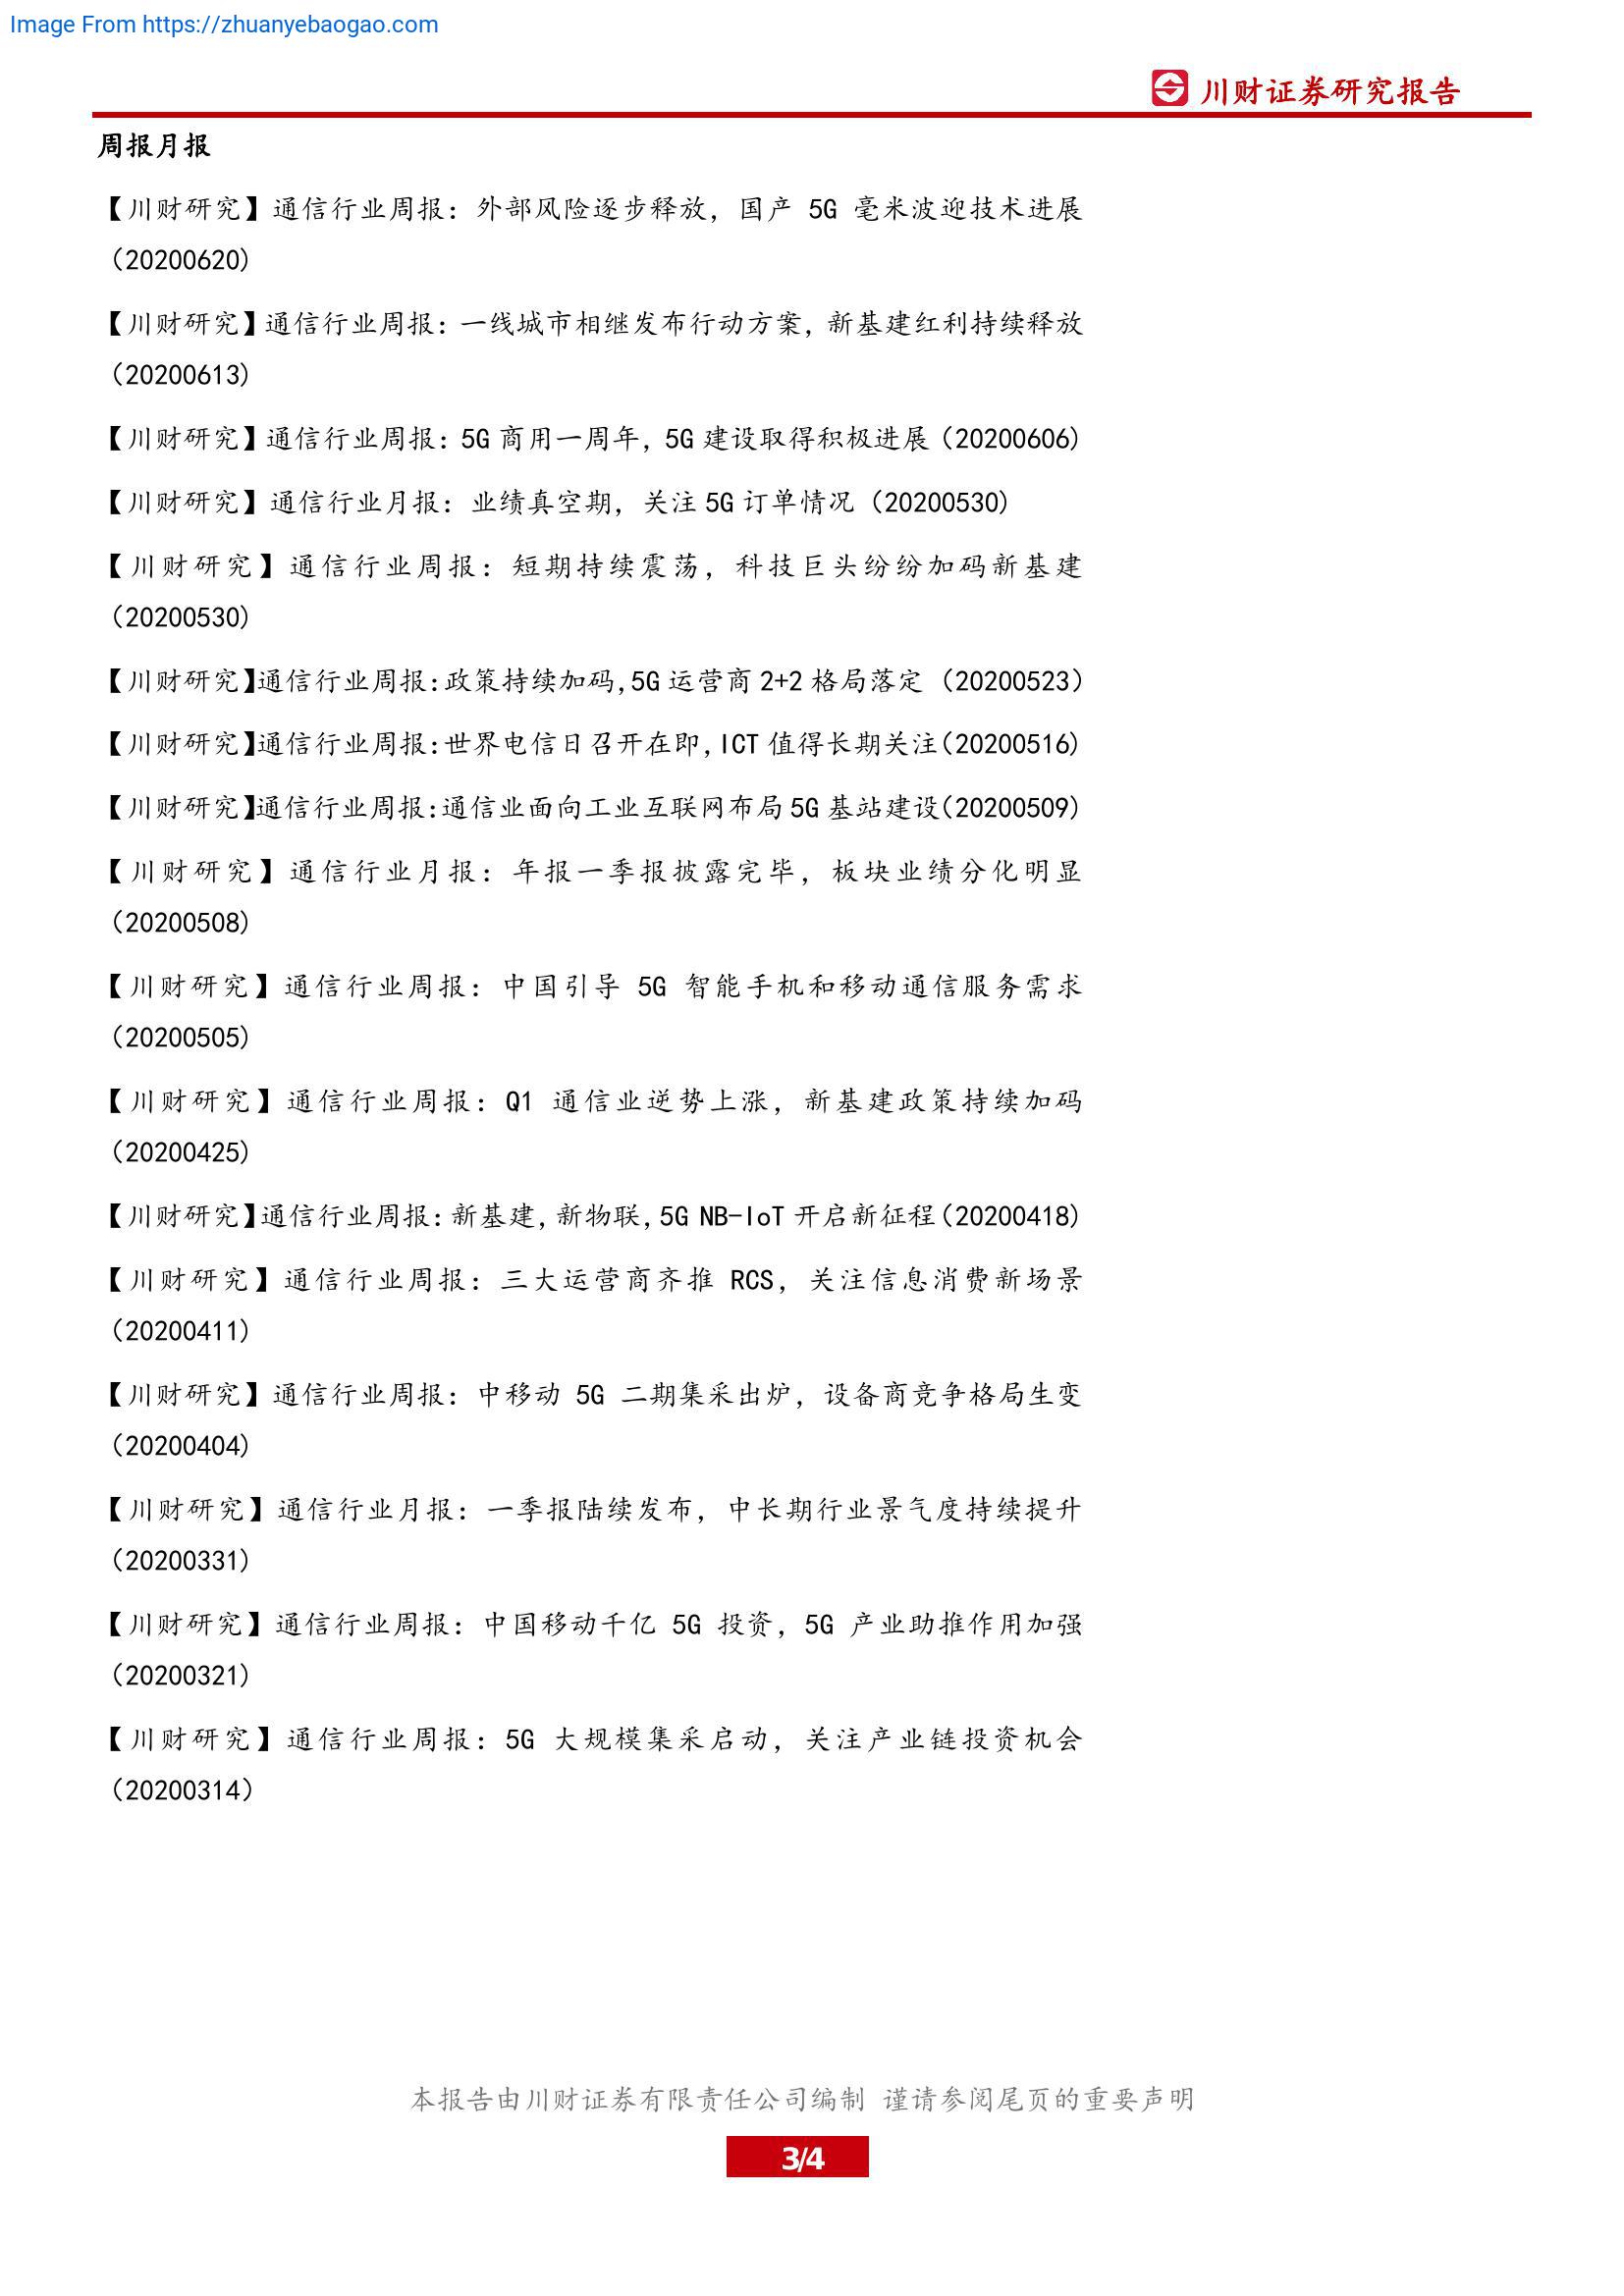 Image From https://zhuanyebaogao.com
川财证券研究报告
周报月报
【川财研究】通信行业周报：外部风险逐步释放，国产 5G 毫米波迎技术进展
（20200620)
【川财研究】通信行业周报：一线城市相继发布行动方案，新基建红利持续释放
（20200613)
【川财研究】通信行业周报：5G 商用一周年，5G 建设取得积极进展（20200606)
【川财研究】通信行业月报：业绩真空期，关注 5G 订单情况（20200530)
【川财研究】通信行业周报：短期持续震荡，科技巨头纷纷加码新基建
（20200530)
【川财研究】通信行业周报：政策持续加码，5G 运营商 2+2 格局落定（20200523）
【川财研究】通信行业周报：世界电信日召开在即，ICT 值得长期关注（20200516)
【川财研究】通信行业周报：通信业面向工业互联网布局 5G 基站建设（20200509)
【川财研究】通信行业月报：年报一季报披露完毕，板块业绩分化明显
（20200508)
【川财研究】通信行业周报：中国引导 5G 智能手机和移动通信服务需求
（20200505)
【川财研究】通信行业周报：Q1 通信业逆势上涨，新基建政策持续加码
（20200425)
【川财研究】通信行业周报：新基建，新物联，5G NB-IoT 开启新征程（20200418)
【川财研究】通信行业周报：三大运营商齐推 RCS，关注信息消费新场景
（20200411)
【川财研究】通信行业周报：中移动 5G 二期集采出炉，设备商竞争格局生变
（20200404)
【川财研究】通信行业月报：一季报陆续发布，中长期行业景气度持续提升
（20200331)
【川财研究】通信行业周报：中国移动千亿 5G 投资，5G 产业助推作用加强
（20200321)
【川财研究】通信行业周报：5G 大规模集采启动，关注产业链投资机会
（20200314）
本报告由川财证券有限责任公司编制 谨请参阅尾页的重要声明
3/4